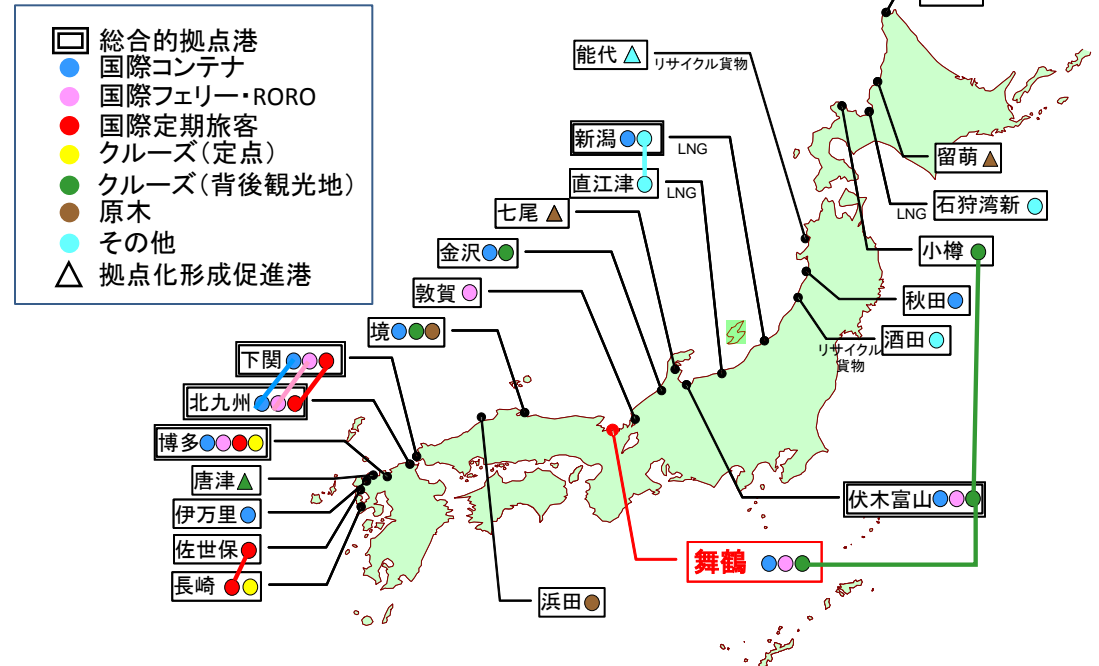 総合的拠点港
国際コンテナ
国際フェリー・RORO
国際定期旅客
クルーズ（定点）
クルーズ（背後観光地）
原木
その他
拠点化形成促進港
能代
リサイクル貨物
新潟
LNG
直江津
LNG
七尾
金沢
敦賀
境
下関
北九州
博多
唐津
伊万里
佐世保
長崎
浜田
舞鶴
伏木富山
酒田
リサイクル
貨物
秋田
小樽
石狩湾新
LNG
留萌